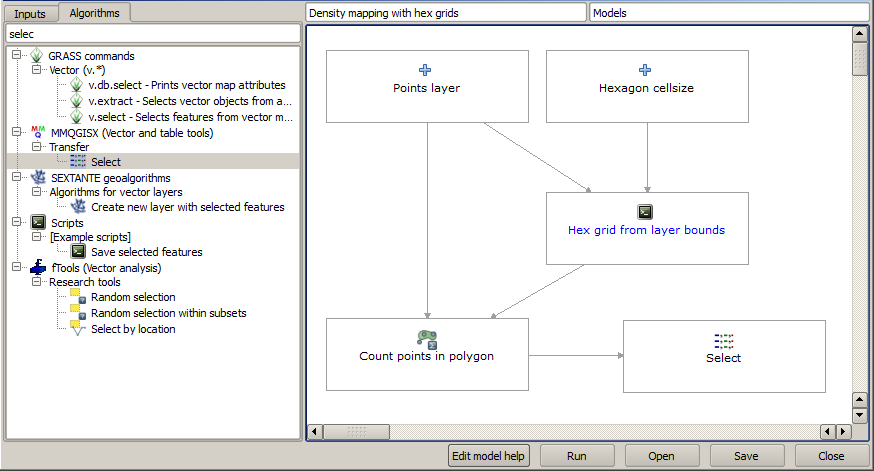 Inputs
Algorithms
selec
GRASS commands
Vector (v.*)
v.db.select - Prints vector map attributes
v.extract - Selects vector objects from a...
v.select - Selects features from vector m...
MMQGISX (Vector and table tools)
Transfer
Select
SEXTANTE geoalgorithms
Algorithms for vector layers
Create new layer with selected features
Scripts
[Example scripts]
Save selected features
fTools (Vector analysis)
Research tools
Random selection
Random selection within subsets
Select by location
Density mapping with hex grids
Models
Points layer
Hexagon cellsize
Hex grid from layer bounds
Count points in polygon
Select
Edit model help
Run
Open
Save
Close